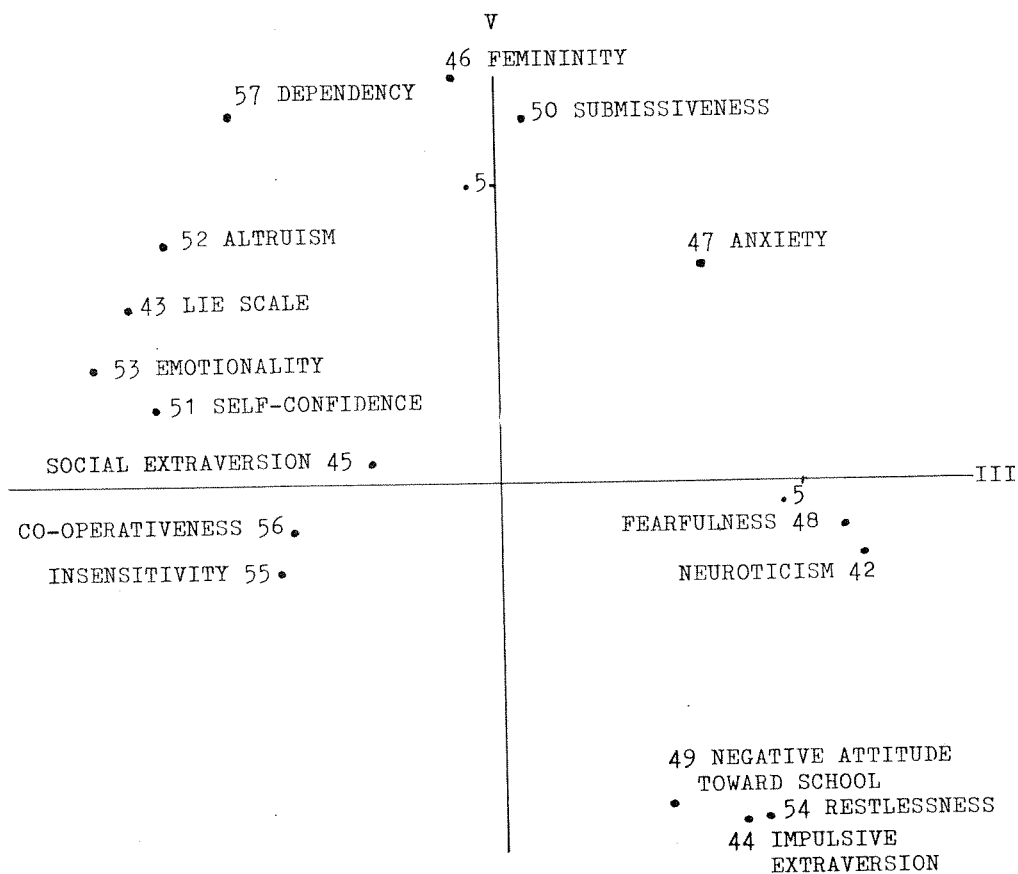 V
46 FEMININITY
57 DEPENDENCY
50 SUBMISSIVENESS
.5
52 ALTRUISM
47 ANXIETY
43 LIE SCALE
53 EMOTIONALITY
51 SELF-CONFIDENCE
SOCIAL EXTRAVERSION 45
III
.5
CO-OPERATIVENESS 56
FEARFULNESS 48
INSENSITIVITY 55
NEUROTICISM 42
49 NEGATIVE ATTITUDE
TOWARD SCHOOL
54 RESTLESSNESS
44 IMPULSIVE
EXTRAVERSION